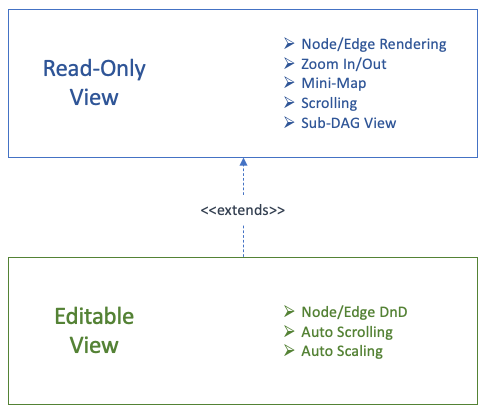 Read-Only
View
➢ Node/Edge Rendering
➢ Zoom In/Out
➢ Mini-Map
➢ Scrolling
➢ Sub-DAG View
<<extends>>
Editable
View
➢ Node/Edge DnD
➢ Auto Scrolling
➢ Auto Scaling